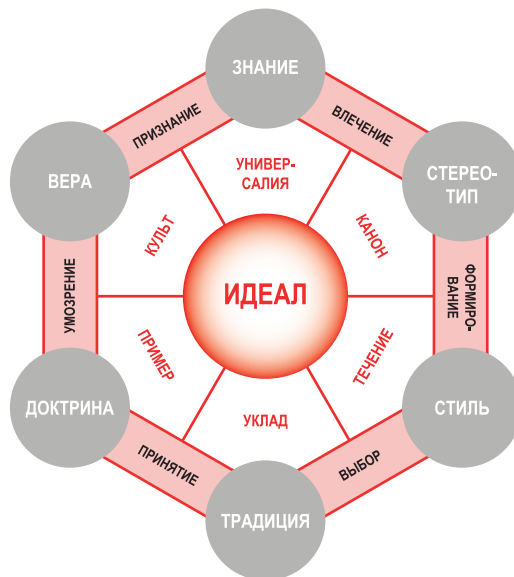 ЗНАНИЕ
ПРИЗНАНИЕ
ВЛЕЧЕНИЕ
УНИВЕР-
САЛИЯ
ВЕРА
СТЕРЕО-
ТИП
КУЛЬТ
КАНОН
ИДЕАЛ
УМОЗРЕНИЕ
ФОРМИРО-
ВАНИЕ
ПРИМЕР
ТЕЧЕНИЕ
ДОКТРИНА
УКЛАД
СТИЛЬ
ПРИНЯТИЕ
ВЫБОР
ТРАДИЦИЯ